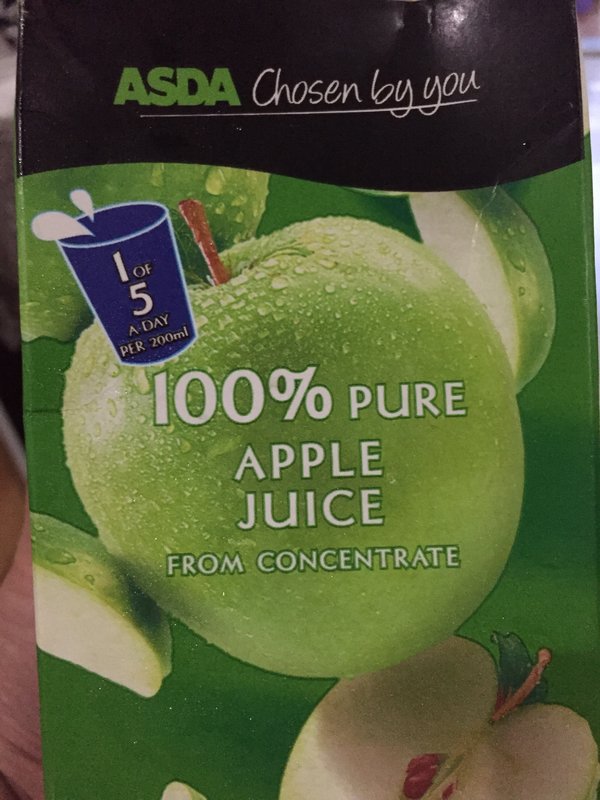 ASDA Chosen by you
1 OF
5
A-DAY
PER 200ml
100% PURE
APPLE
JUICE
FROM CONCENTRATE